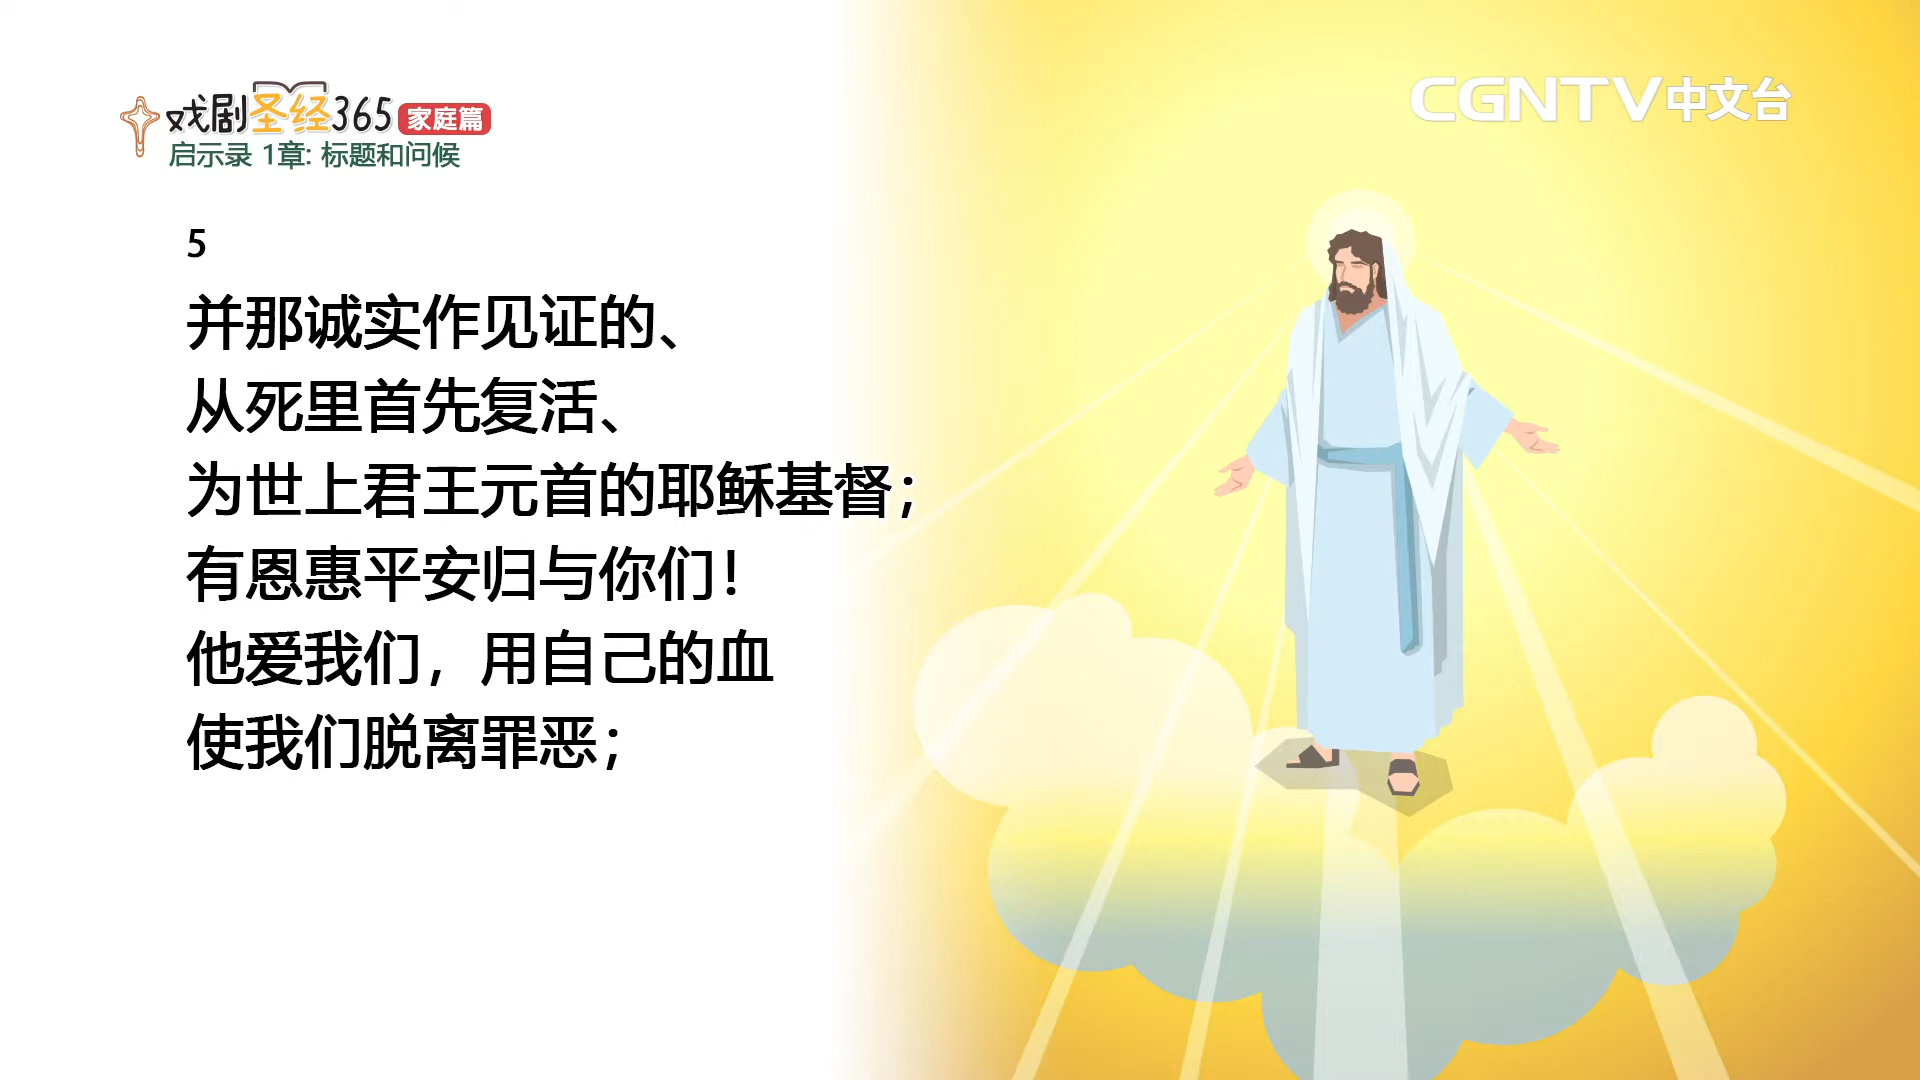 戏剧圣经365 家庭篇
启示录 1章: 标题和问候
CGNTV中文台
5
并那诚实作见证的、
从死里首先复活、
为世上君王元首的耶稣基督；
有恩惠平安归与你们！
他爱我们，用自己的血
使我们脱离罪恶；